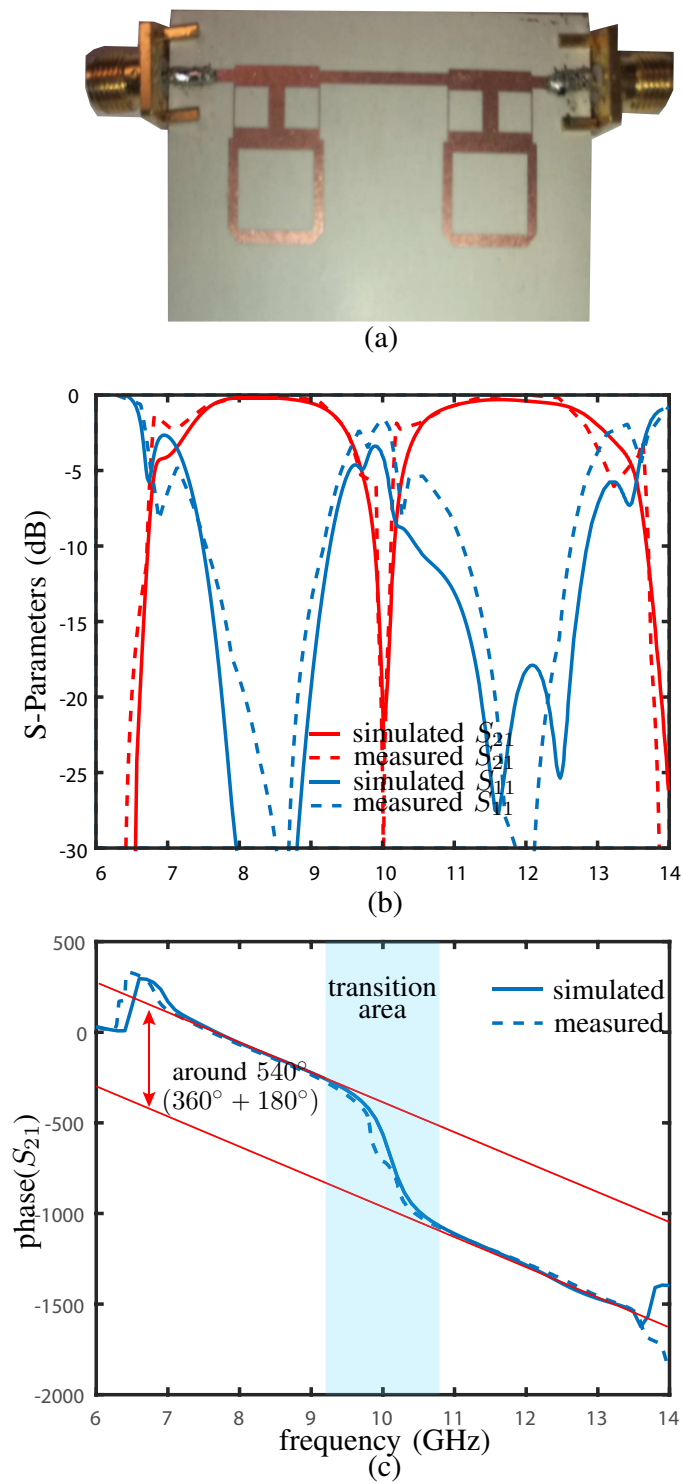 (a)
S-Parameters (dB)
0
-5
-10
-15
-20
-25
-30
simulated S₂₁
measured S₂₁
simulated S₁₁
measured S₁₁
6 7 8 9 10 11 12 13 14
(b)
phase(S₂₁)
500
0
-500
-1000
-1500
-2000
transition
area
simulated
measured
around 540°
(360° + 180°)
6 7 8 9 10 11 12 13 14
frequency (GHz)
(c)